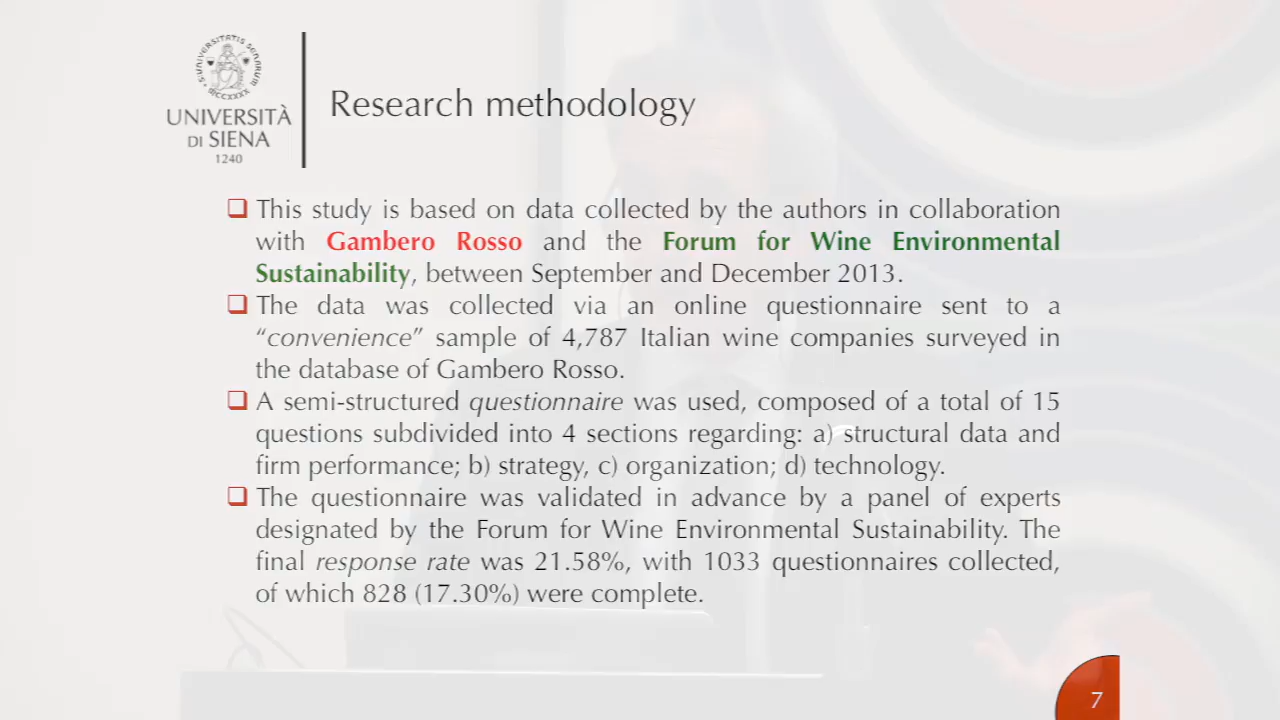 UNIVERSITÀ
DI SIENA
1240
Research methodology
❑ This study is based on data collected by the authors in collaboration
with Gambero Rosso and the Forum for Wine Environmental
Sustainability, between September and December 2013.
❑ The data was collected via an online questionnaire sent to a
“convenience” sample of 4,787 Italian wine companies surveyed in
the database of Gambero Rosso.
❑ A semi-structured questionnaire was used, composed of a total of 15
questions subdivided into 4 sections regarding: a) structural data and
firm performance; b) strategy, c) organization; d) technology.
❑ The questionnaire was validated in advance by a panel of experts
designated by the Forum for Wine Environmental Sustainability. The
final response rate was 21.58%, with 1033 questionnaires collected,
of which 828 (17.30%) were complete.
7